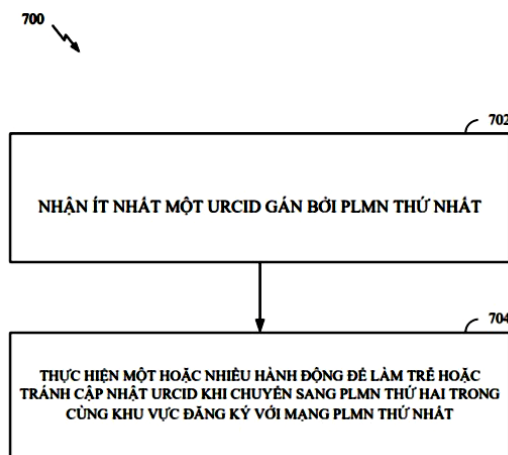 700
702
NHẬN ÍT NHẤT MỘT URCID GÁN BỞI PLMN THỨ NHẤT
704
THỰC HIỆN MỘT HOẶC NHIỀU HÀNH ĐỘNG ĐỂ LÀM TRỄ HOẶC
TRÁNH CẬP NHẬT URCID KHI CHUYỂN SANG PLMN THỨ HAI TRONG
CÙNG KHU VỰC ĐĂNG KÝ VỚI MẠNG PLMN THỨ NHẤT